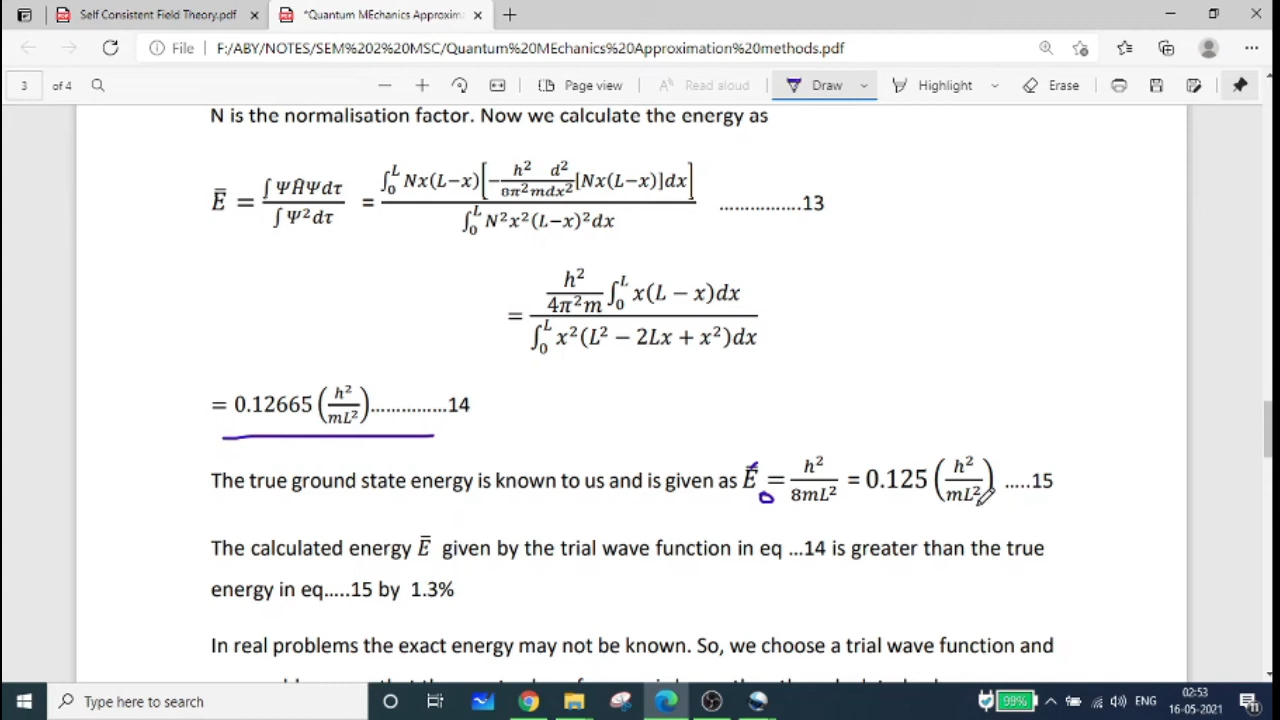 Self Consistent Field Theory.pdf
*Quantum MEchanics Approxim
File F:/ABY/NOTES/SEM%202%20MSC/Quantum%20MEchanics%20Approximation%20methods.pdf
3 of 4 Page view Read aloud Draw Highlight Erase
N is the normalisation factor. Now we calculate the energy as
Ē = ∫ΨĤΨdτ / ∫Ψ²dτ = ∫₀ᴸ Nx(L−x)[−h²/8π²m d²/dx² [Nx(L−x)]dx] / ∫₀ᴸ N²x²(L−x)²dx ................13
= h²/4π²m ∫₀ᴸ x(L − x)dx / ∫₀ᴸ x²(L² − 2Lx + x²)dx
= 0.12665 (h²/mL²)..............14
The true ground state energy is known to us and is given as Ē = h²/8mL² = 0.125 (h²/mL²) .....15
The calculated energy Ē given by the trial wave function in eq ...14 is greater than the true
energy in eq.....15 by 1.3%
In real problems the exact energy may not be known. So, we choose a trial wave function and
Type here to search
99%
ENG
02:53
16-05-2021